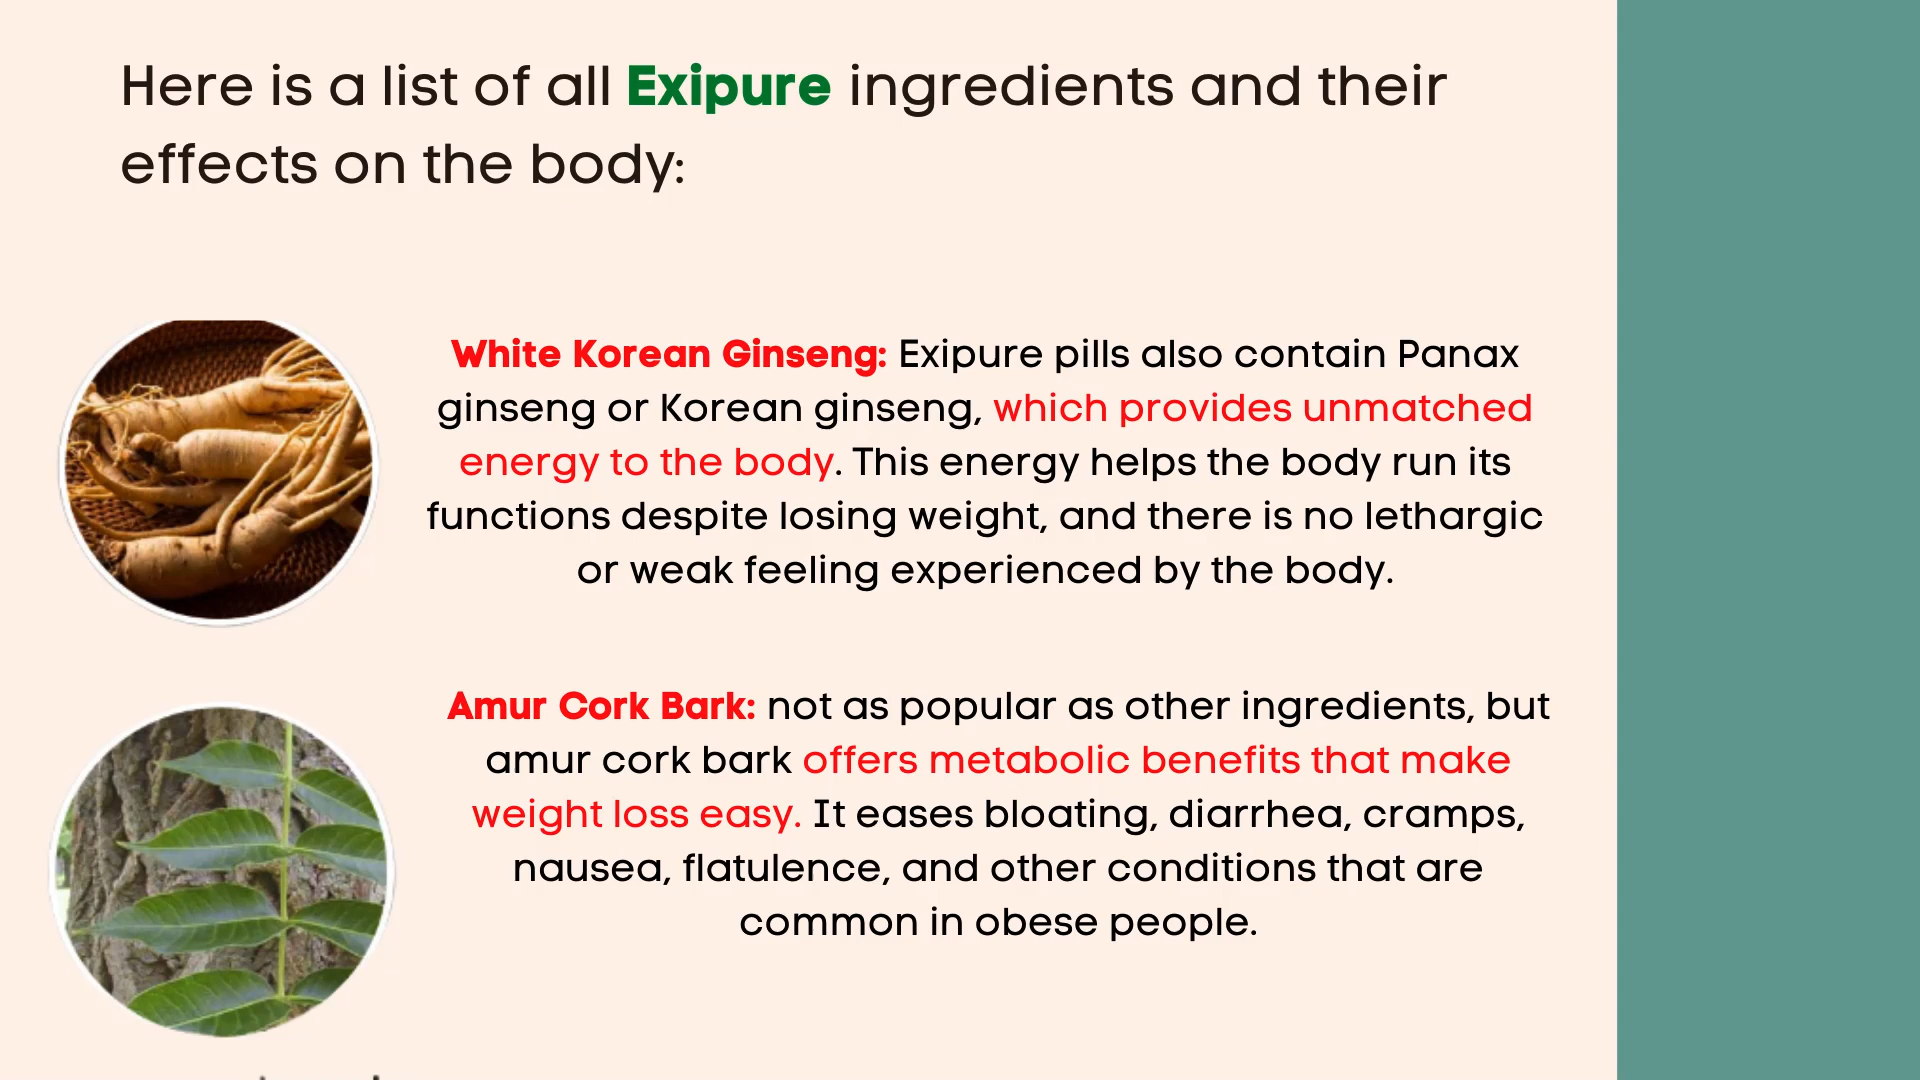 Here is a list of all Exipure ingredients and their
effects on the body:
White Korean Ginseng: Exipure pills also contain Panax
ginseng or Korean ginseng, which provides unmatched
energy to the body. This energy helps the body run its
functions despite losing weight, and there is no lethargic
or weak feeling experienced by the body.
Amur Cork Bark: not as popular as other ingredients, but
amur cork bark offers metabolic benefits that make
weight loss easy. It eases bloating, diarrhea, cramps,
nausea, flatulence, and other conditions that are
common in obese people.